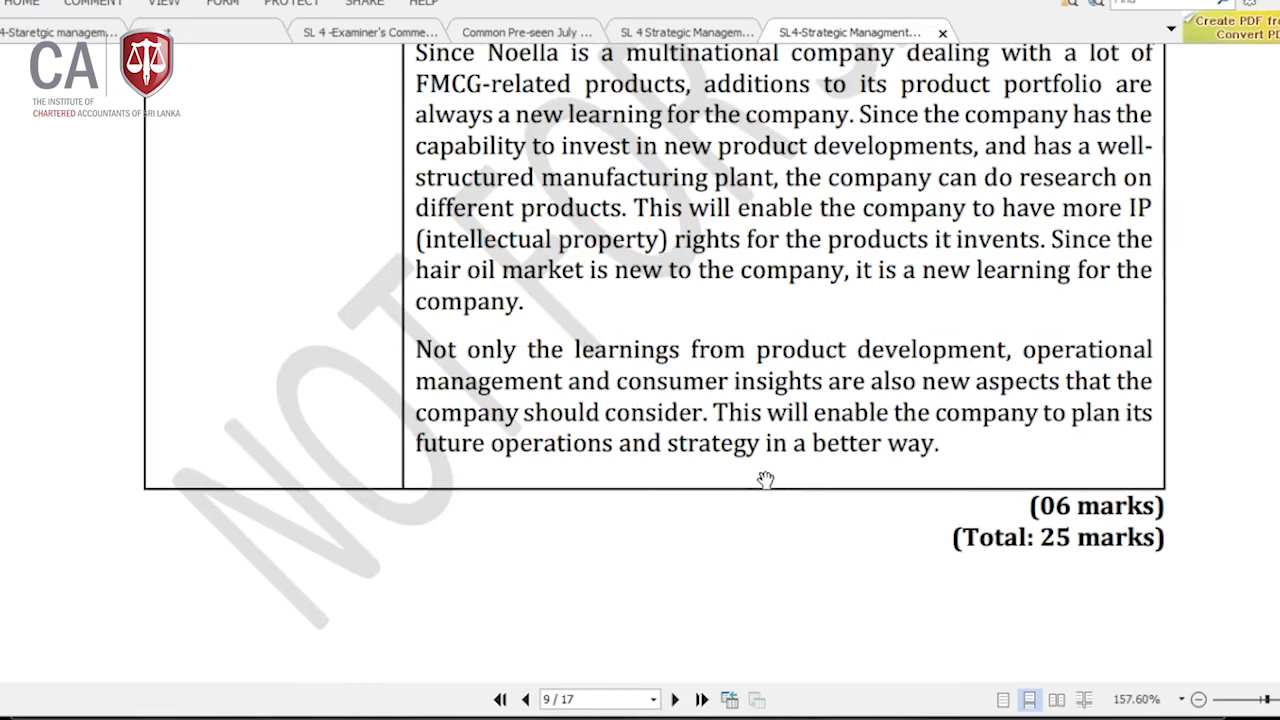 HOME COMMENT VIEW FORM PROTECT SHARE HELP
4-Staretgic managem... SL 4 -Examiner's Comme... Common Pre-seen July ... SL 4 Strategic Managem... SL4-Strategic Managment... ×
Create PDF
Convert
CA
THE INSTITUTE OF
CHARTERED ACCOUNTANTS OF SRI LANKA
Since Noella is a multinational company dealing with a lot of
FMCG-related products, additions to its product portfolio are
always a new learning for the company. Since the company has the
capability to invest in new product developments, and has a well-
structured manufacturing plant, the company can do research on
different products. This will enable the company to have more IP
(intellectual property) rights for the products it invents. Since the
hair oil market is new to the company, it is a new learning for the
company.
Not only the learnings from product development, operational
management and consumer insights are also new aspects that the
company should consider. This will enable the company to plan its
future operations and strategy in a better way.
NOT FOR
(06 marks)
(Total: 25 marks)
9 / 17
157.60%